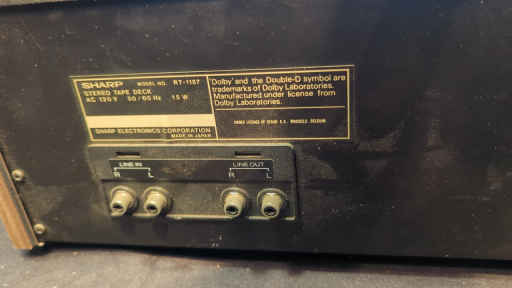 SHARP MODEL NO. RT-1157
STEREO TAPE DECK
AC 120 V 50/60 Hz 15 W
SHARP ELECTRONICS CORPORATION
MADE IN JAPAN
'Dolby' and the Double-D symbol are
trademarks of Dolby Laboratories.
Manufactured under license from
Dolby Laboratories.
LINE IN
R L
LINE OUT
R L